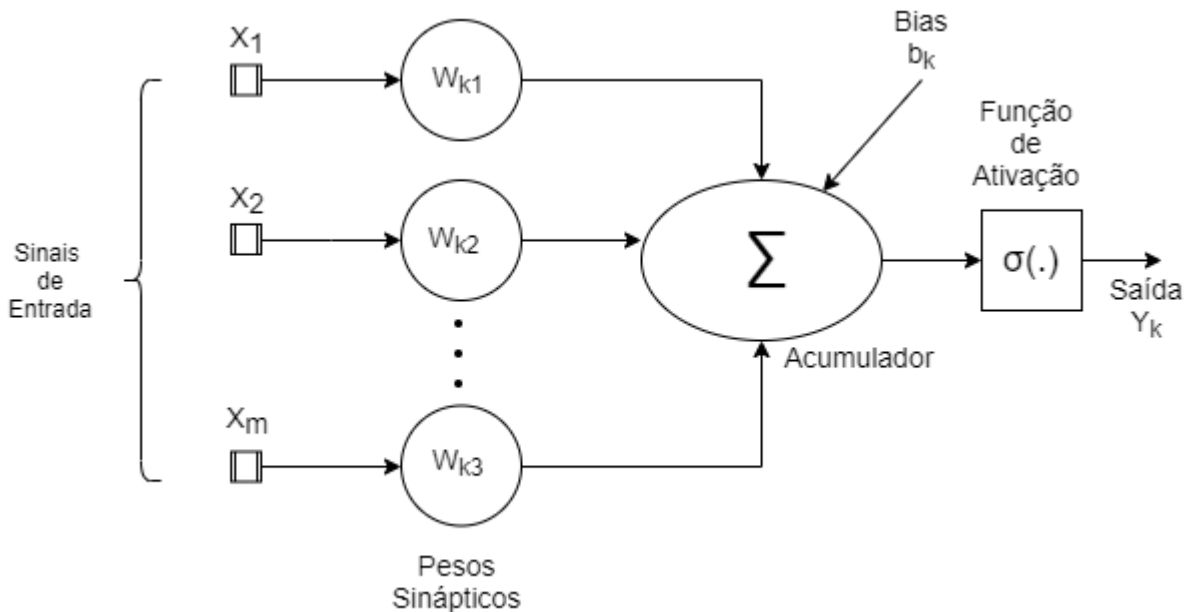 X1
Wk1
Bias
bk
Função
de
Ativação
X2
Wk2
Sinais
de
Entrada
Σ
σ(.)
Saída
Yk
Acumulador
Xm
Wk3
Pesos
Sinápticos